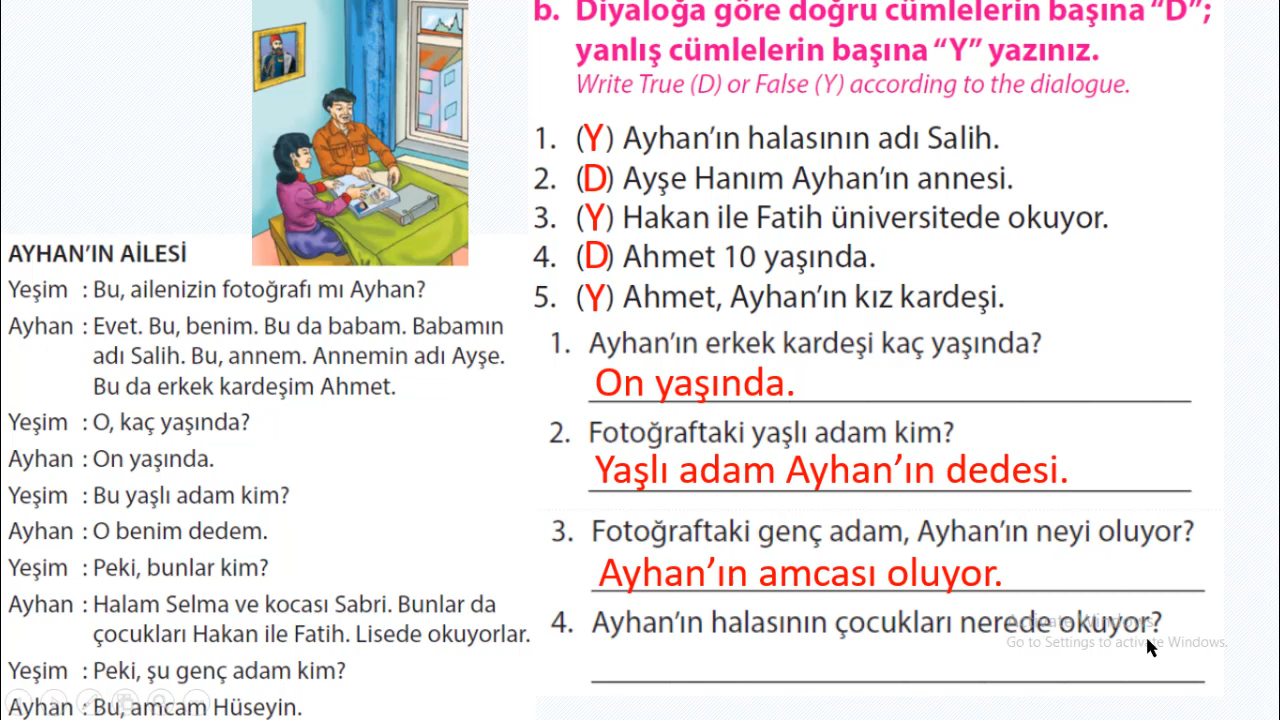 b. Diyaloğa göre doğru cümlelerin başına “D”;
yanlış cümlelerin başına “Y” yazınız.
Write True (D) or False (Y) according to the dialogue.
1. (Y) Ayhan’ın halasının adı Salih.
2. (D) Ayşe Hanım Ayhan’ın annesi.
3. (Y) Hakan ile Fatih üniversitede okuyor.
4. (D) Ahmet 10 yaşında.
5. (Y) Ahmet, Ayhan’ın kız kardeşi.
AYHAN’IN AİLESİ
Yeşim : Bu, ailenizin fotoğrafı mı Ayhan?
Ayhan : Evet. Bu, benim. Bu da babam. Babamın
adı Salih. Bu, annem. Annemin adı Ayşe.
Bu da erkek kardeşim Ahmet.
Yeşim : O, kaç yaşında?
Ayhan : On yaşında.
Yeşim : Bu yaşlı adam kim?
Ayhan : O benim dedem.
Yeşim : Peki, bunlar kim?
Ayhan : Halam Selma ve kocası Sabri. Bunlar da
çocukları Hakan ile Fatih. Lisede okuyorlar.
Yeşim : Peki, şu genç adam kim?
Ayhan : Bu, amcam Hüseyin.
1. Ayhan’ın erkek kardeşi kaç yaşında?
On yaşında.
2. Fotoğraftaki yaşlı adam kim?
Yaşlı adam Ayhan’ın dedesi.
3. Fotoğraftaki genç adam, Ayhan’ın neyi oluyor?
Ayhan’ın amcası oluyor.
4. Ayhan’ın halasının çocukları nerede okuyor?
Activate Windows
Go to Settings to activate Windows.